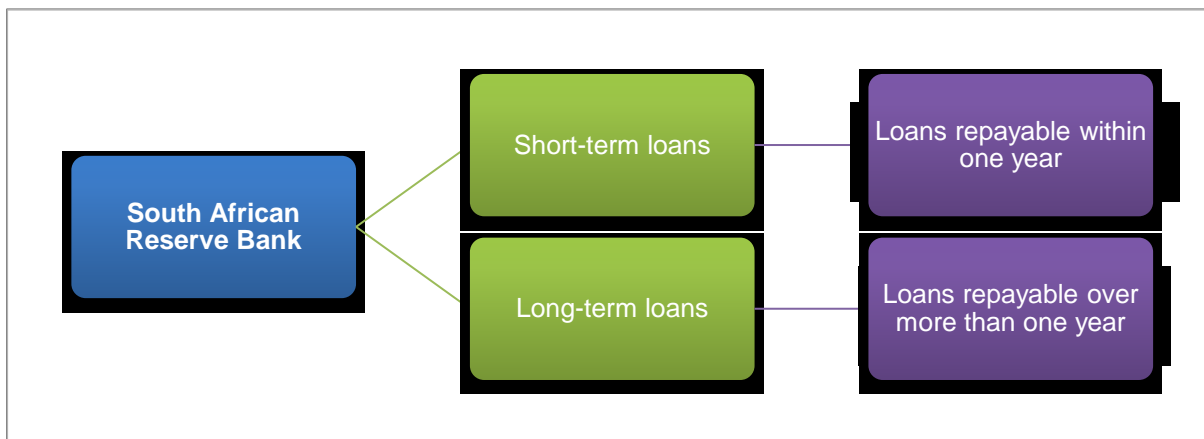 South African
Reserve Bank
Short-term loans
Loans repayable within
one year
Long-term loans
Loans repayable over
more than one year